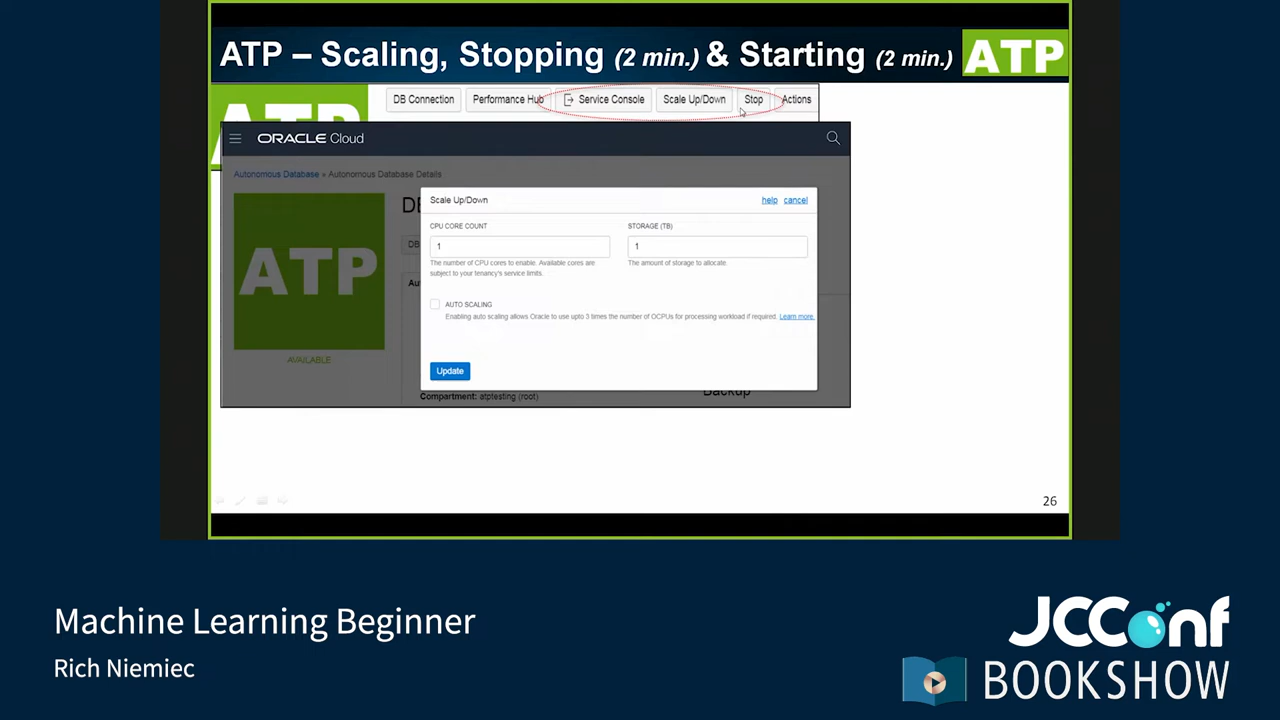 ATP – Scaling, Stopping (2 min.) & Starting (2 min.) ATP
DB Connection Performance Hub Service Console Scale Up/Down Stop Actions
ORACLE Cloud
Autonomous Database » Autonomous Database Details
ATP
AVAILABLE
Scale Up/Down help cancel
CPU CORE COUNT STORAGE (TB)
1 1
The number of CPU cores to enable. Available cores are The amount of storage to allocate.
subject to your tenancy's service limits.
AUTO SCALING
Enabling auto scaling allows Oracle to use upto 3 times the number of OCPUs for processing workload if required. Learn more.
Update
Compartment: atptesting (root) Backup
26
Machine Learning Beginner
Rich Niemiec
JCConf
BOOKSHOW